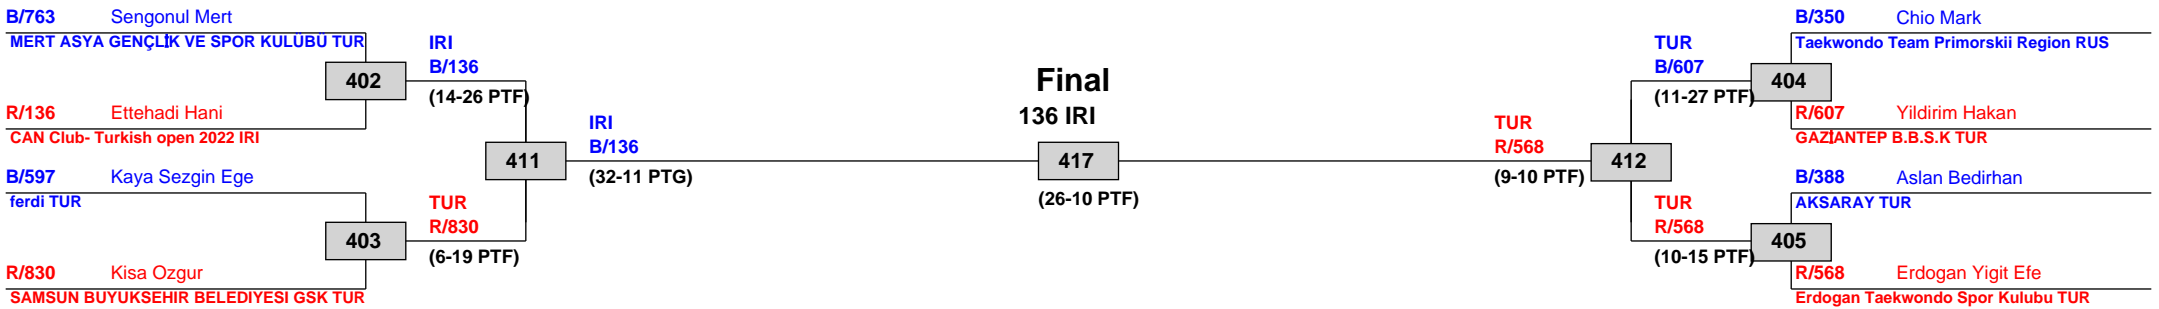 B/763 Sengonul Mert
MERT ASYA GENÇLİK VE SPOR KULÜBÜ TUR
402
R/136 Ettehadi Hani
CAN Club- Turkish open 2022 IRI
B/597 Kaya Sezgin Ege
ferdi TUR
403
R/830 Kisa Ozgur
SAMSUN BUYUKSEHIR BELEDIYESI GSK TUR
IRI
B/136
(14-26 PTF)
411
TUR
R/830
(6-19 PTF)
IRI
B/136
(32-11 PTG)
Final
136 IRI
417
(26-10 PTF)
TUR
R/568
(9-10 PTF)
412
TUR
B/607
(11-27 PTF)
TUR
R/568
(10-15 PTF)
B/350 Chio Mark
Taekwondo Team Primorskii Region RUS
404
R/607 Yildirim Hakan
GAZİANTEP B.B.S.K TUR
B/388 Aslan Bedirhan
AKSARAY TUR
405
R/568 Erdogan Yigit Efe
Erdogan Taekwondo Spor Kulubu TUR